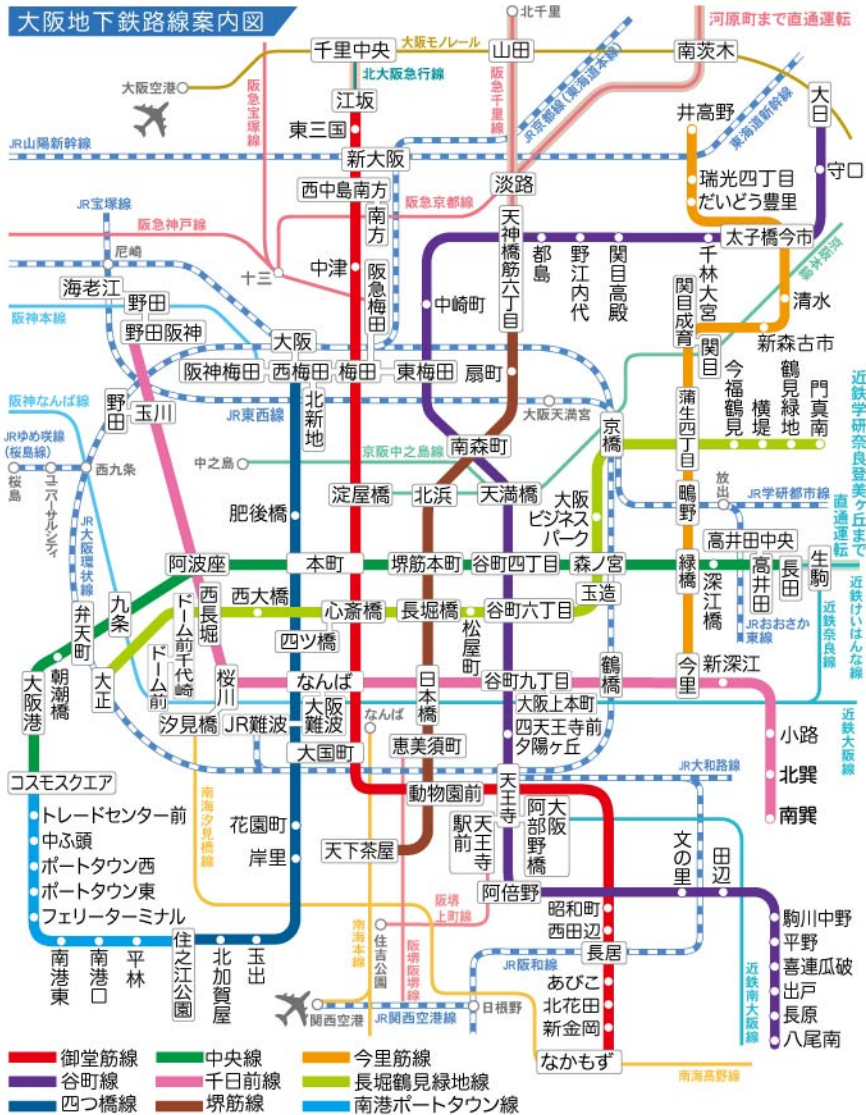 大阪地下鉄路線案内図
北千里
河原町まで直通運転
千里中央
大阪モノレール
山田
南茨木
大阪空港
阪急宝塚線
北大阪急行線
阪急千里線
JR京都線(東海道本線)
東海道新幹線
大日
江坂
東三国
井高野
JR山陽新幹線
新大阪
守口
西中島南方
淡路
瑞光四丁目
だいどう豊里
JR宝塚線
南方
阪急京都線
天神橋筋六丁目
阪急神戸線
太子橋今市
都島
野江内代
関目高殿
千林大宮
京阪本線
尼崎
十三
中津
阪急梅田
海老江
野田
中崎町
関目成育
清水
阪神本線
野田阪神
大阪
関目
新森古市
阪神梅田
西梅田
梅田
東梅田
扇町
今福鶴見
横堤
鶴見緑地
門真南
近鉄学研奈良登美ヶ丘まで
直通運転
阪神なんば線
野田
玉川
北新地
JR東西線
大阪天満宮
蒲生四丁目
京橋
JRゆめ咲線
(桜島線)
京阪中之島線
南森町
中之島
桜島
ユニバーサルシティ
西九条
淀屋橋
北浜
天満橋
鴫野
放出
JR学研都市線
JR大阪環状線
肥後橋
大阪
ビジネス
パーク
高井田中央
阿波座
本町
堺筋本町
谷町四丁目
森ノ宮
緑橋
深江橋
高井田
長田
生駒
西長堀
西大橋
玉造
九条
ドーム前千代崎
心斎橋
長堀橋
松屋町
谷町六丁目
弁天町
四ツ橋
JRおおさか
東線
近鉄奈良線
近鉄けいはんな線
朝潮橋
大阪港
大正
ドーム前
桜川
なんば
日本橋
谷町九丁目
鶴橋
今里
新深江
汐見橋
JR難波
大阪難波
なんば
大阪上本町
近鉄大阪線
大国町
恵美須町
四天王寺前
夕陽ヶ丘
小路
コスモスクエア
JR大和路線
北巽
動物園前
天王寺
トレードセンター前
南海汐見橋線
花園町
天王寺
駅前
大阪
阿部野橋
南巽
中ふ頭
岸里
天下茶屋
文の里
田辺
ポートタウン西
阿倍野
ポートタウン東
阪堺
上町線
昭和町
駒川中野
フェリーターミナル
南海本線
住吉公園
阪堺阪堺線
西田辺
平野
南港東
南港口
平林
住之江公園
北加賀屋
玉出
JR阪和線
長居
喜連瓜破
近鉄南大阪線
あびこ
出戸
関西空港
JR関西空港線
日根野
北花田
長原
新金岡
八尾南
なかもず
南海高野線
御堂筋線
中央線
今里筋線
谷町線
千日前線
長堀鶴見緑地線
四つ橋線
堺筋線
南港ポートタウン線